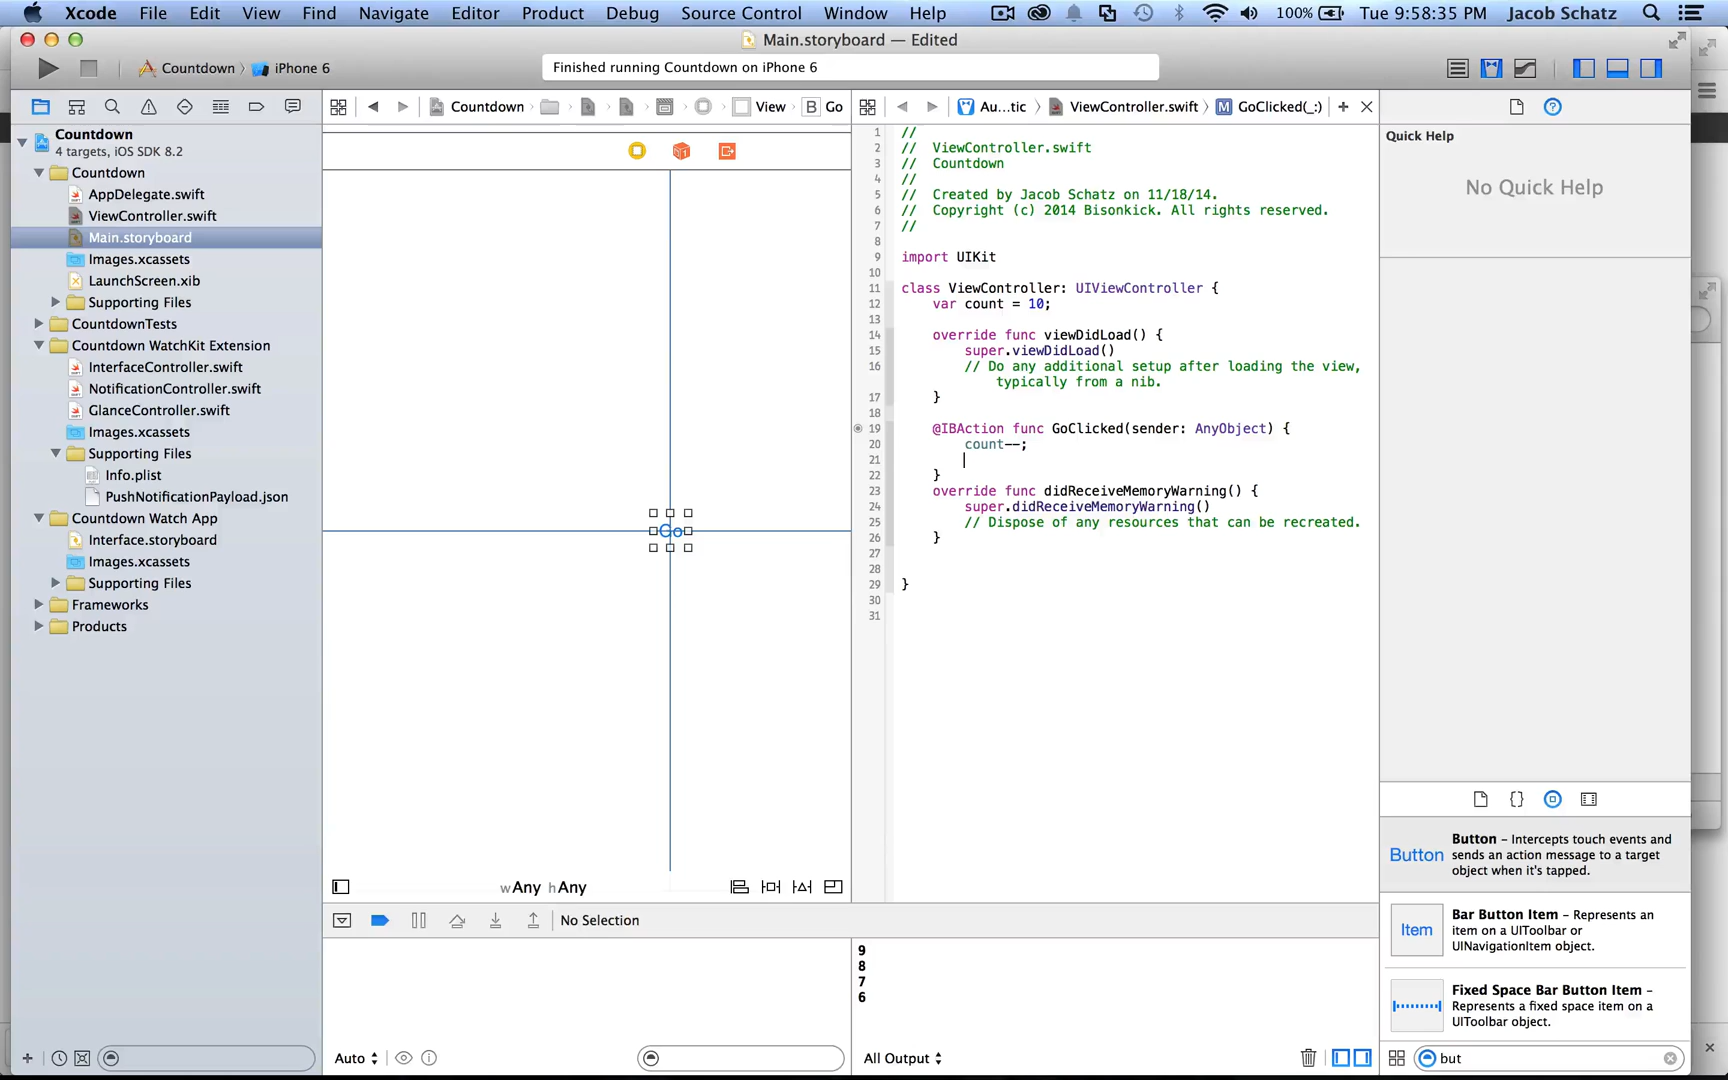 Xcode File Edit View Find Navigate Editor Product Debug Source Control Window Help 100% Tue 9:58:35 PM Jacob Schatz
Main.storyboard — Edited
Countdown iPhone 6
Finished running Countdown on iPhone 6
Countdown View B Go
Au...tic ViewController.swift M GoClicked(_:)
Countdown
4 targets, iOS SDK 8.2
Countdown
AppDelegate.swift
ViewController.swift
Main.storyboard
Images.xcassets
LaunchScreen.xib
Supporting Files
CountdownTests
Countdown WatchKit Extension
InterfaceController.swift
NotificationController.swift
GlanceController.swift
Images.xcassets
Supporting Files
Info.plist
PushNotificationPayload.json
Countdown Watch App
Interface.storyboard
Images.xcassets
Supporting Files
Frameworks
Products
Go
wAny hAny
1 //
2 // ViewController.swift
3 // Countdown
4 //
5 // Created by Jacob Schatz on 11/18/14.
6 // Copyright (c) 2014 Bisonkick. All rights reserved.
7 //
8
9 import UIKit
10
11 class ViewController: UIViewController {
12 var count = 10;
13
14 override func viewDidLoad() {
15 super.viewDidLoad()
16 // Do any additional setup after loading the view,
typically from a nib.
17 }
18
19 @IBAction func GoClicked(sender: AnyObject) {
20 count--;
21
22 }
23 override func didReceiveMemoryWarning() {
24 super.didReceiveMemoryWarning()
25 // Dispose of any resources that can be recreated.
26 }
27
28
29 }
30
31
No Selection
9
8
7
6
Auto
All Output
Quick Help
No Quick Help
Button
Button – Intercepts touch events and
sends an action message to a target
object when it's tapped.
Item
Bar Button Item – Represents an
item on a UIToolbar or
UINavigationItem object.
Fixed Space Bar Button Item –
Represents a fixed space item on a
UIToolbar object.
but